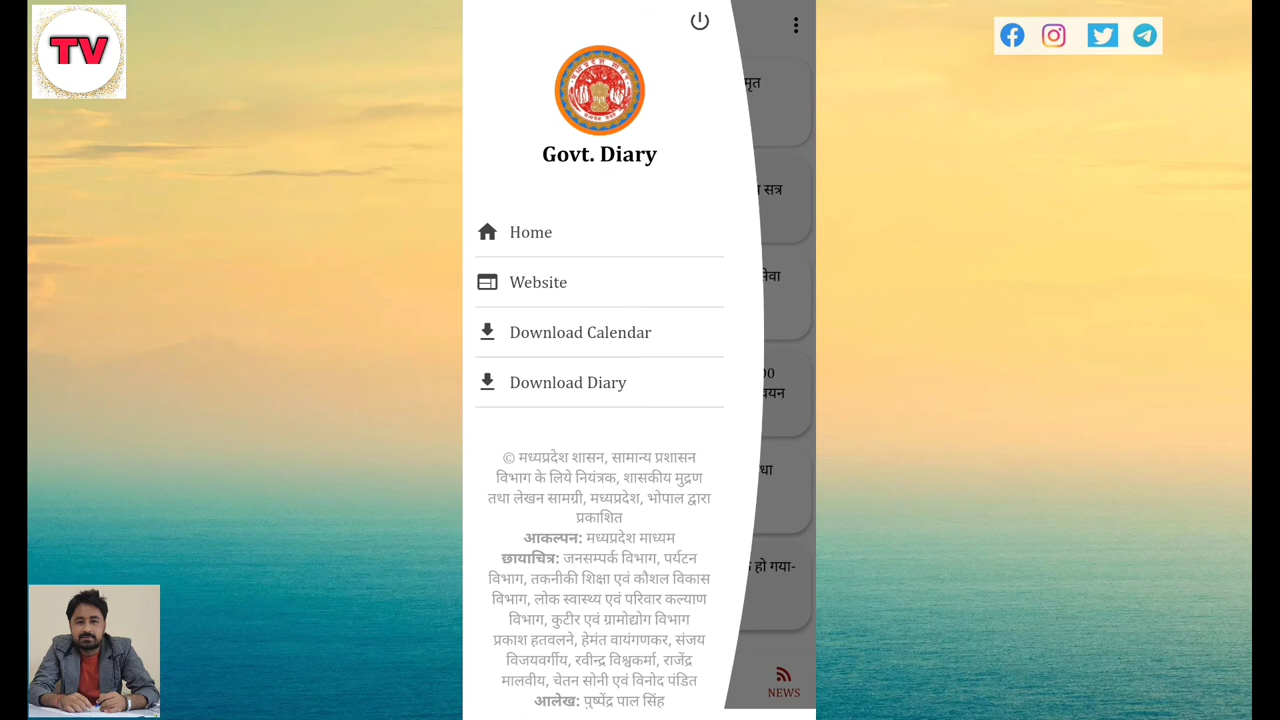 TV
Govt. Diary
Home
Website
Download Calendar
Download Diary
© मध्यप्रदेश शासन, सामान्य प्रशासन
विभाग के लिये नियंत्रक, शासकीय मुद्रण
तथा लेखन सामग्री, मध्यप्रदेश, भोपाल द्वारा
प्रकाशित
आकल्पन: मध्यप्रदेश माध्यम
छायाचित्र: जनसम्पर्क विभाग, पर्यटन
विभाग, तकनीकी शिक्षा एवं कौशल विकास
विभाग, लोक स्वास्थ्य एवं परिवार कल्याण
विभाग, कुटीर एवं ग्रामोद्योग विभाग
प्रकाश हतवलने, हेमंत वायंगणकर, संजय
विजयवर्गीय, रवीन्द्र विश्वकर्मा, राजेंद्र
मालवीय, चेतन सोनी एवं विनोद पंडित
आलेख: पुष्पेंद्र पाल सिंह
सत्र
हो गया-
NEWS